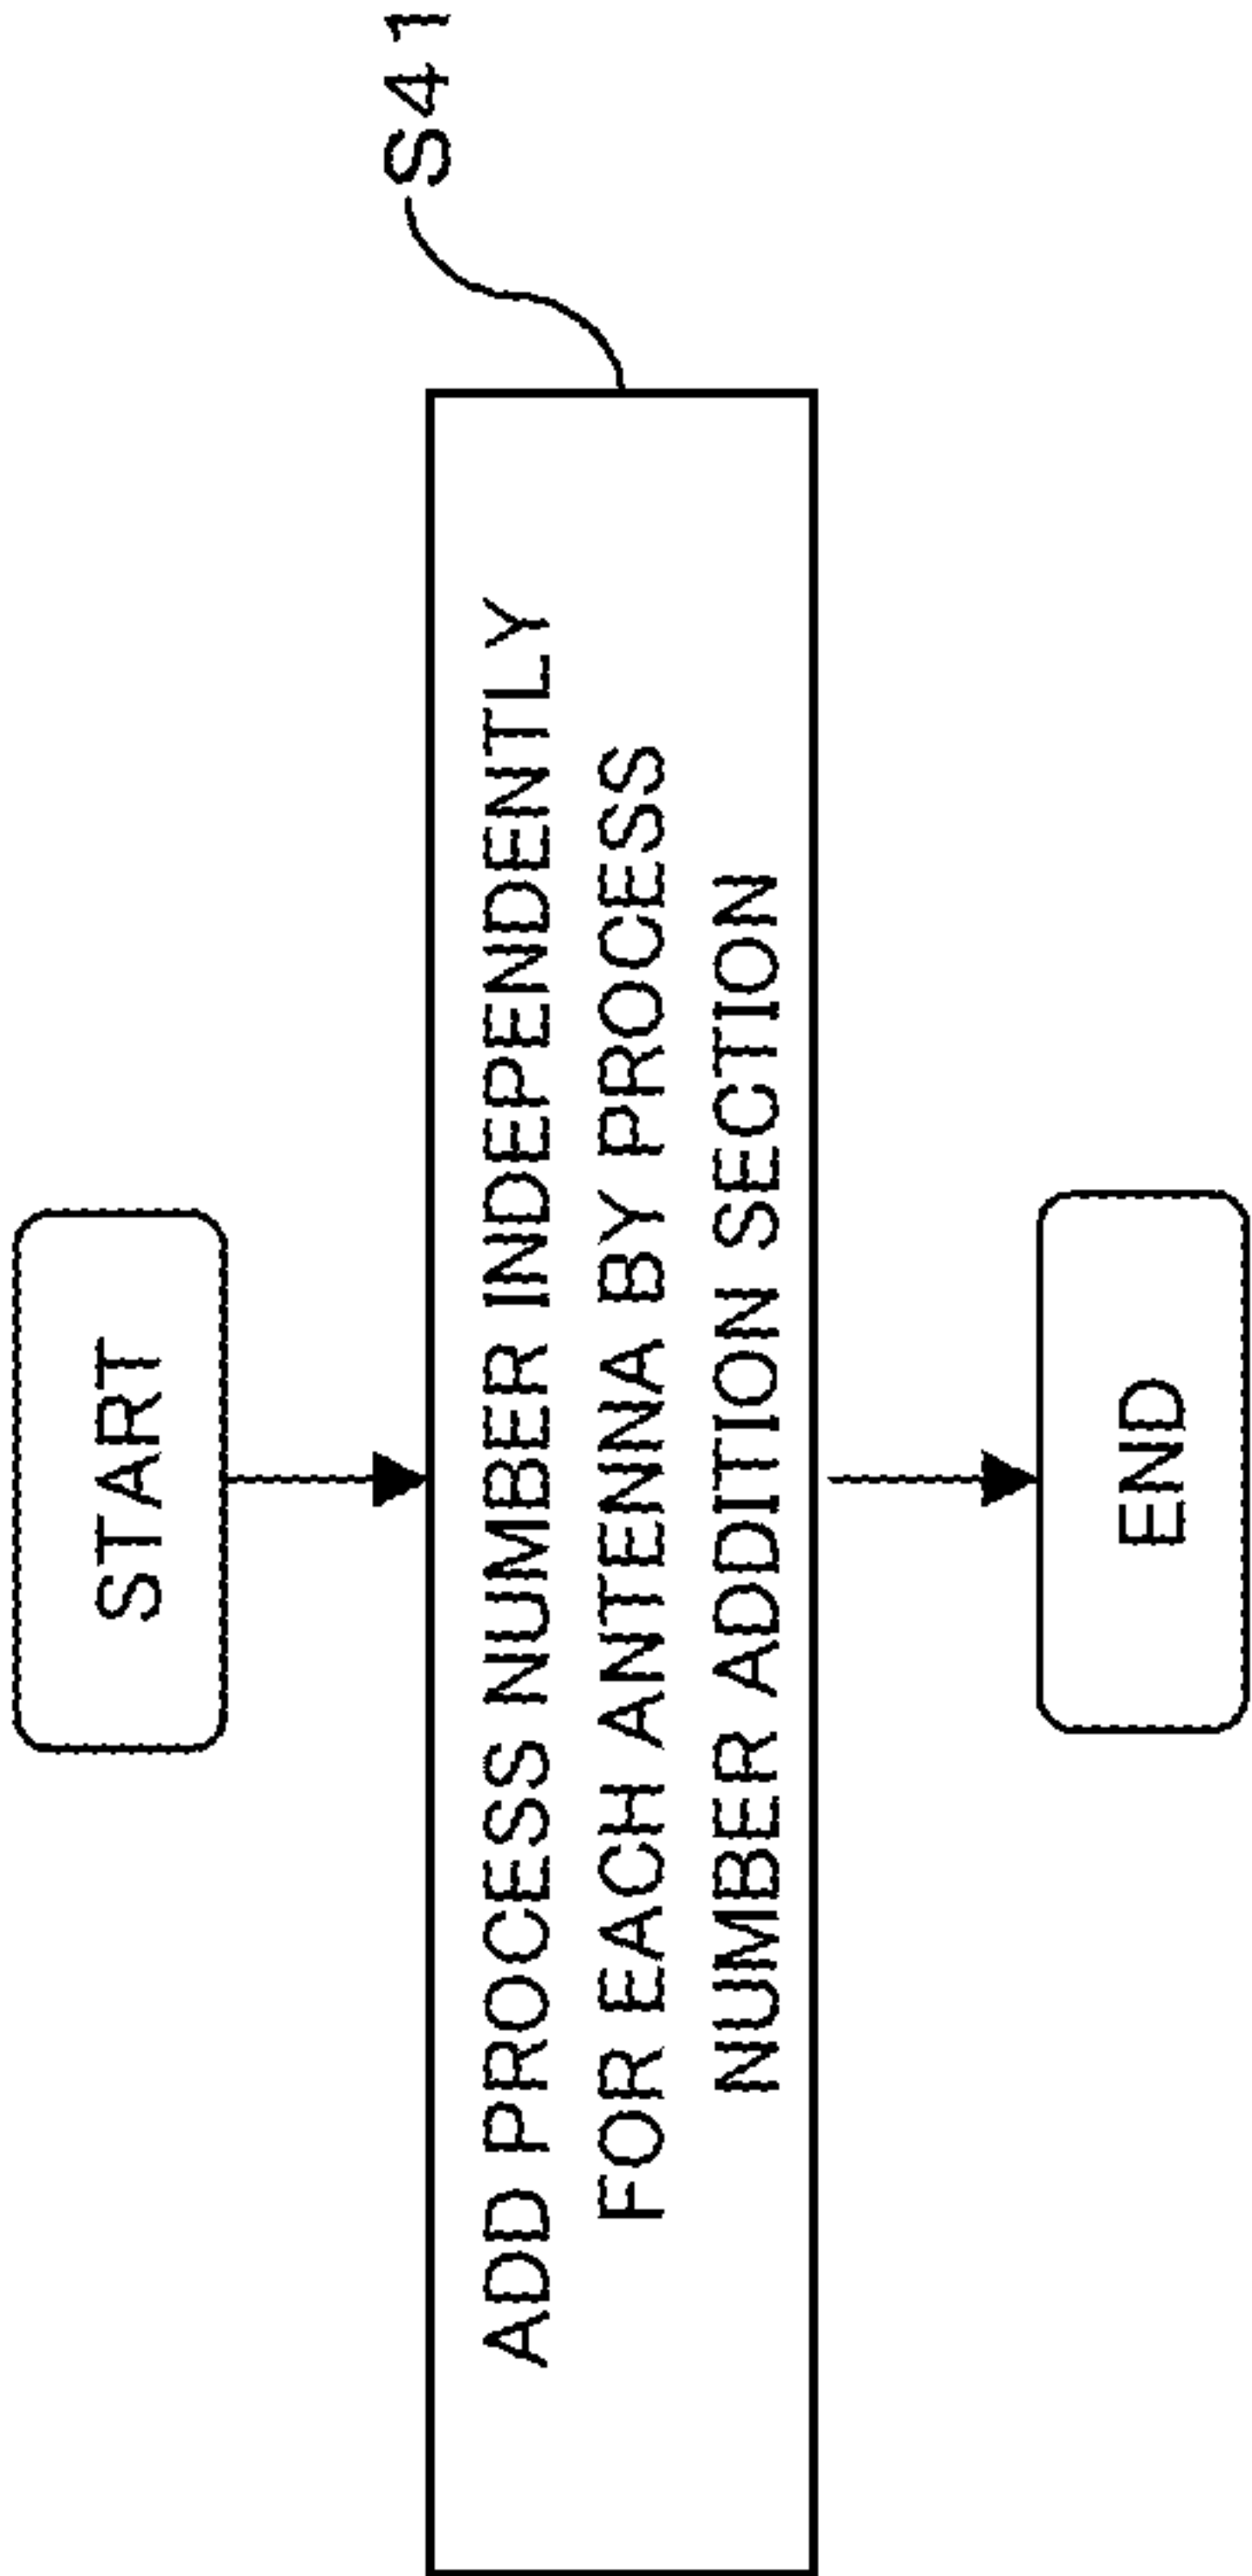 START
S41
ADD PROCESS NUMBER INDEPENDENTLY
FOR EACH ANTENNA BY PROCESS
NUMBER ADDITION SECTION
END